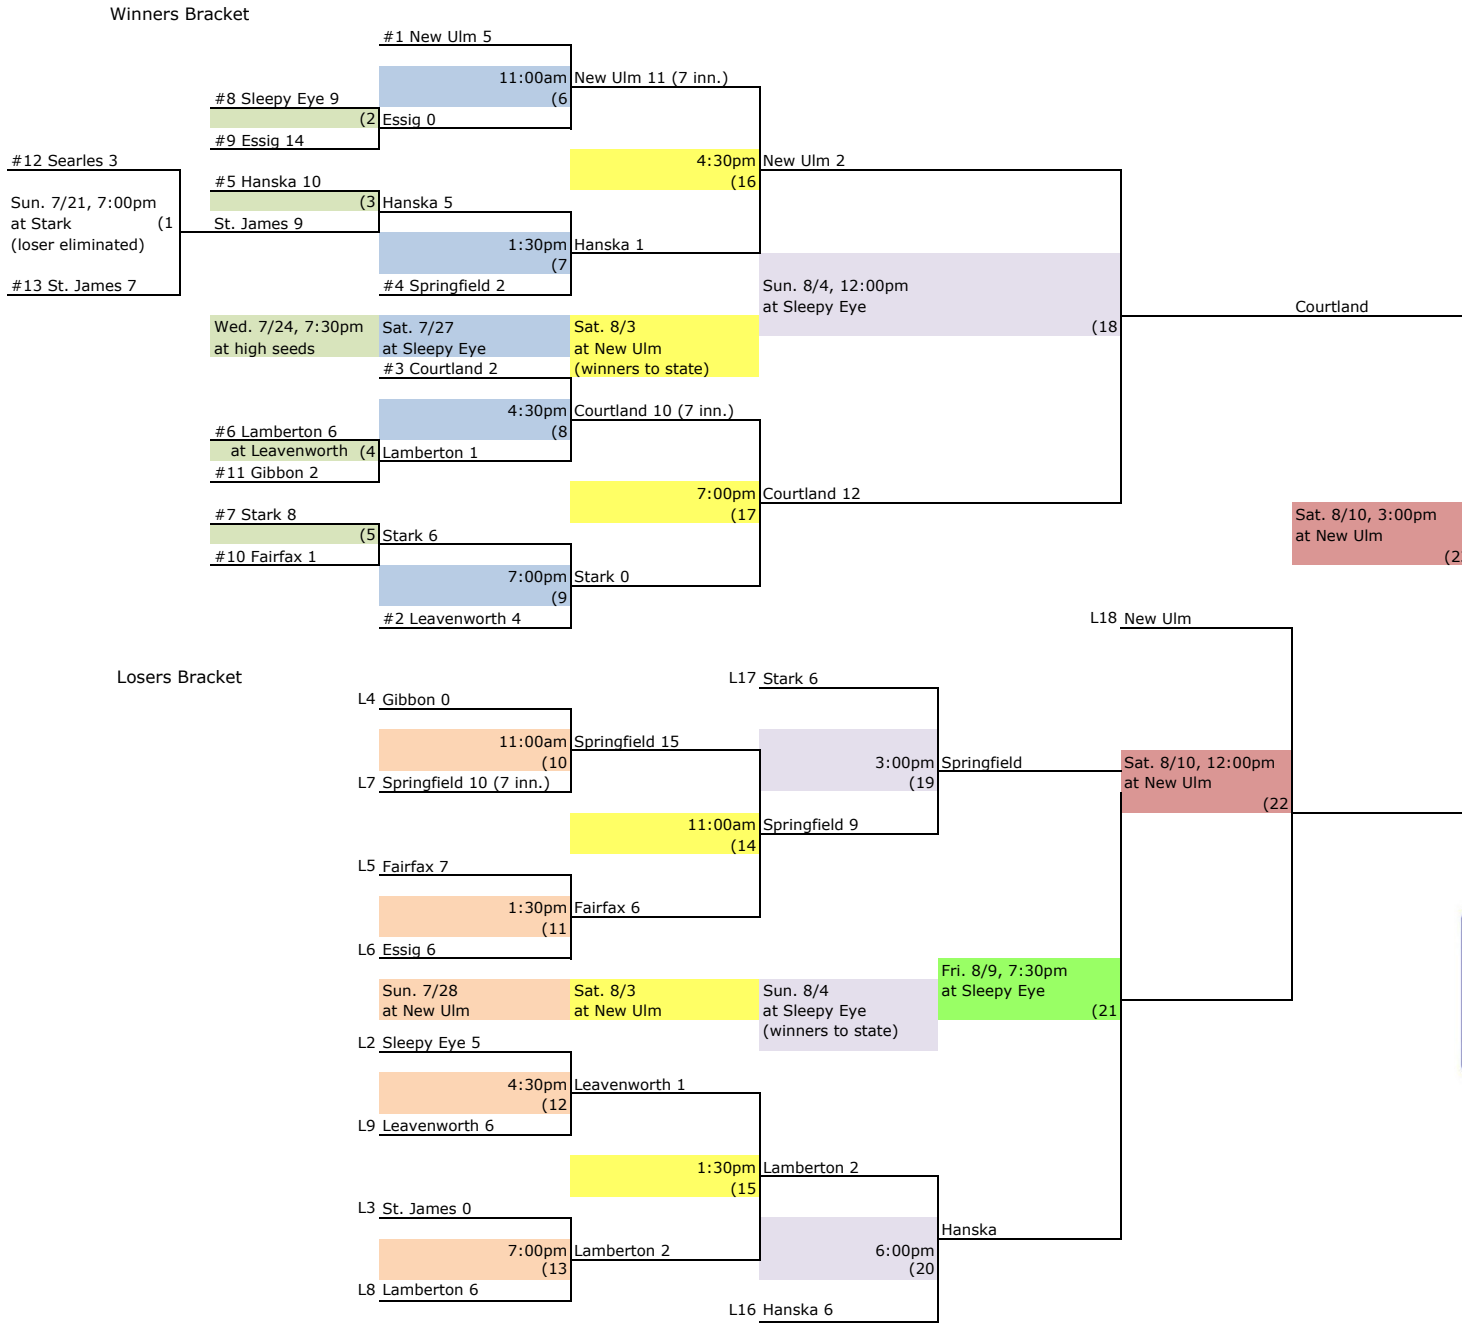 Winners Bracket
#1 New Ulm 5
11:00am
(6
New Ulm 11 (7 inn.)
#8 Sleepy Eye 9
(2
Essig 0
#9 Essig 14
#12 Searles 3
4:30pm
(16
New Ulm 2
#5 Hanska 10
(3
Hanska 5
Sun. 7/21, 7:00pm
at Stark
(1
(loser eliminated)
St. James 9
1:30pm
(7
Hanska 1
#13 St. James 7
#4 Springfield 2
Sun. 8/4, 12:00pm
at Sleepy Eye
(18
Courtland
Wed. 7/24, 7:30pm
at high seeds
Sat. 7/27
at Sleepy Eye
Sat. 8/3
at New Ulm
(winners to state)
#3 Courtland 2
4:30pm
(8
Courtland 10 (7 inn.)
#6 Lamberton 6
at Leavenworth
(4
Lamberton 1
#11 Gibbon 2
7:00pm
(17
Courtland 12
Sat. 8/10, 3:00pm
at New Ulm
#7 Stark 8
(5
Stark 6
#10 Fairfax 1
7:00pm
(9
Stark 0
#2 Leavenworth 4
L18 New Ulm
Losers Bracket
L17 Stark 6
L4 Gibbon 0
11:00am
(10
Springfield 15
L7 Springfield 10 (7 inn.)
3:00pm
(19
Springfield
Sat. 8/10, 12:00pm
at New Ulm
(22
11:00am
(14
Springfield 9
L5 Fairfax 7
1:30pm
(11
Fairfax 6
L6 Essig 6
Sun. 7/28
at New Ulm
Sat. 8/3
at New Ulm
Sun. 8/4
at Sleepy Eye
(winners to state)
Fri. 8/9, 7:30pm
at Sleepy Eye
(21
L2 Sleepy Eye 5
4:30pm
(12
Leavenworth 1
L9 Leavenworth 6
1:30pm
(15
Lamberton 2
L3 St. James 0
7:00pm
(13
Lamberton 2
L8 Lamberton 6
Hanska
6:00pm
(20
L16 Hanska 6